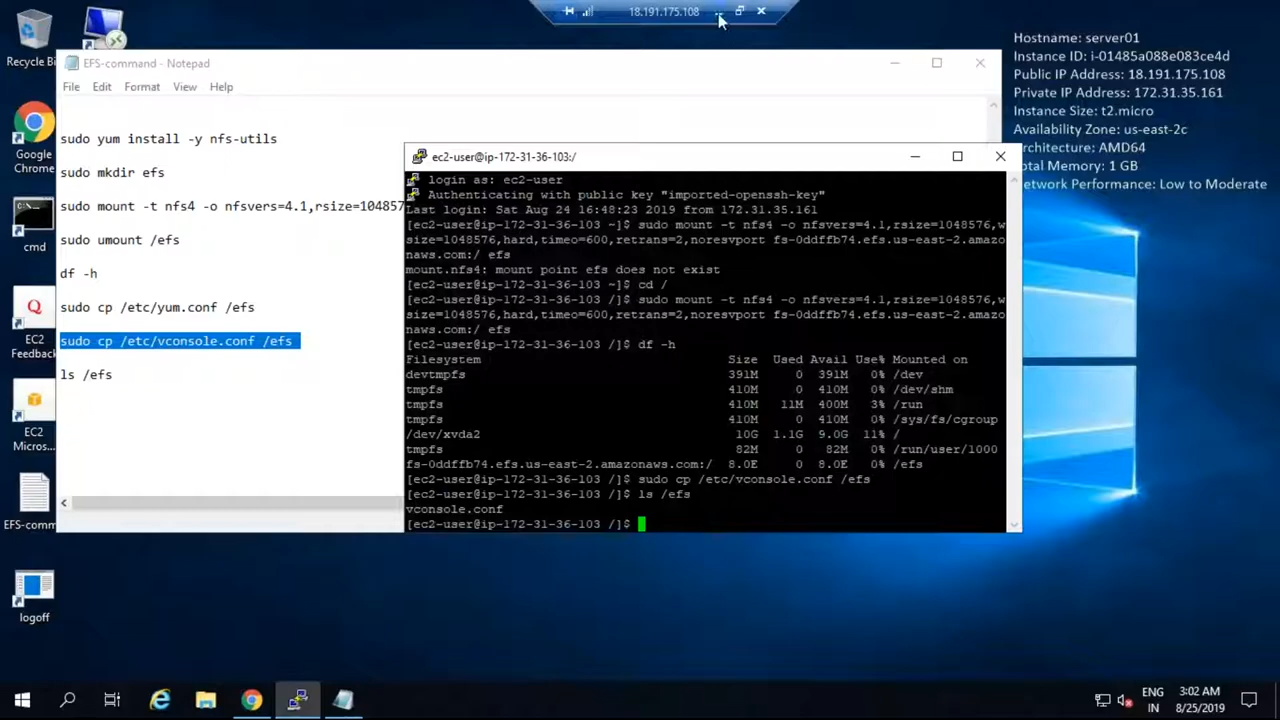 18.191.175.108
Recycle Bi
Google
Chrome
cmd
EC2
Feedback
EC2
Micros...
EFS-comm
logoff
EFS-command - Notepad
File Edit Format View Help
sudo yum install -y nfs-utils
sudo mkdir efs
sudo mount -t nfs4 -o nfsvers=4.1,rsize=104857
sudo umount /efs
df -h
sudo cp /etc/yum.conf /efs
sudo cp /etc/vconsole.conf /efs
ls /efs
ec2-user@ip-172-31-36-103:/
login as: ec2-user
Authenticating with public key "imported-openssh-key"
Last login: Sat Aug 24 16:48:23 2019 from 172.31.35.161
[ec2-user@ip-172-31-36-103 ~]$ sudo mount -t nfs4 -o nfsvers=4.1,rsize=1048576,w
size=1048576,hard,timeo=600,retrans=2,noresvport fs-0ddffb74.efs.us-east-2.amazo
naws.com:/ efs
mount.nfs4: mount point efs does not exist
[ec2-user@ip-172-31-36-103 ~]$ cd /
[ec2-user@ip-172-31-36-103 /]$ sudo mount -t nfs4 -o nfsvers=4.1,rsize=1048576,w
size=1048576,hard,timeo=600,retrans=2,noresvport fs-0ddffb74.efs.us-east-2.amazo
naws.com:/ efs
[ec2-user@ip-172-31-36-103 /]$ df -h
Filesystem Size Used Avail Use% Mounted on
devtmpfs 391M 0 391M 0% /dev
tmpfs 410M 0 410M 0% /dev/shm
tmpfs 410M 11M 400M 3% /run
tmpfs 410M 0 410M 0% /sys/fs/cgroup
/dev/xvda2 10G 1.1G 9.0G 11% /
tmpfs 82M 0 82M 0% /run/user/1000
fs-0ddffb74.efs.us-east-2.amazonaws.com:/ 8.0E 0 8.0E 0% /efs
[ec2-user@ip-172-31-36-103 /]$ sudo cp /etc/vconsole.conf /efs
[ec2-user@ip-172-31-36-103 /]$ ls /efs
vconsole.conf
[ec2-user@ip-172-31-36-103 /]$
Hostname: server01
Instance ID: i-01485a088e083ce4d
Public IP Address: 18.191.175.108
Private IP Address: 172.31.35.161
Instance Size: t2.micro
Availability Zone: us-east-2c
Architecture: AMD64
otal Memory: 1 GB
Network Performance: Low to Moderate
ENG
IN
3:02 AM
8/25/2019